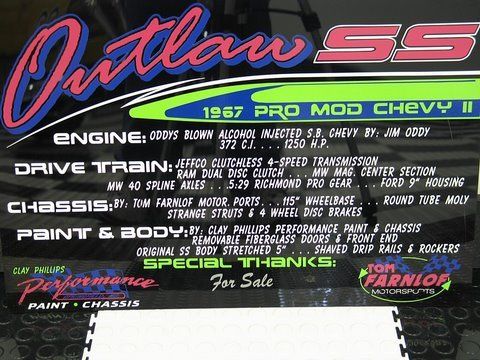 Outlaw SS
1967 PRO MOD CHEVY II
ENGINE: ODDYS BLOWN ALCOHOL INJECTED S.B. CHEVY BY: JIM ODDY
372 C.I. . . . 1250 H.P.
DRIVE TRAIN: JEFFCO CLUTCHLESS 4-SPEED TRANSMISSION
RAM DUAL DISC CLUTCH . . . MW MAG. CENTER SECTION
MW 40 SPLINE AXLES . . . 5:29 RICHMOND PRO GEAR . . . FORD 9" HOUSING
CHASSIS: BY: TOM FARNLOF MOTOR. PORTS . . . 115" WHEELBASE . . . ROUND TUBE MOLY
STRANGE STRUTS & 4 WHEEL DISC BRAKES
PAINT & BODY: BY: CLAY PHILLIPS PERFORMANCE PAINT & CHASSIS
REMOVABLE FIBERGLASS DOORS & FRONT END
ORIGINAL SS BODY STRETCHED 5" . . . SHAVED DRIP RAILS & ROCKERS
SPECIAL THANKS:
For Sale
CLAY PHILLIPS
Performance
PAINT · CHASSIS
TOM
FARNLOF
MOTORSPORTS